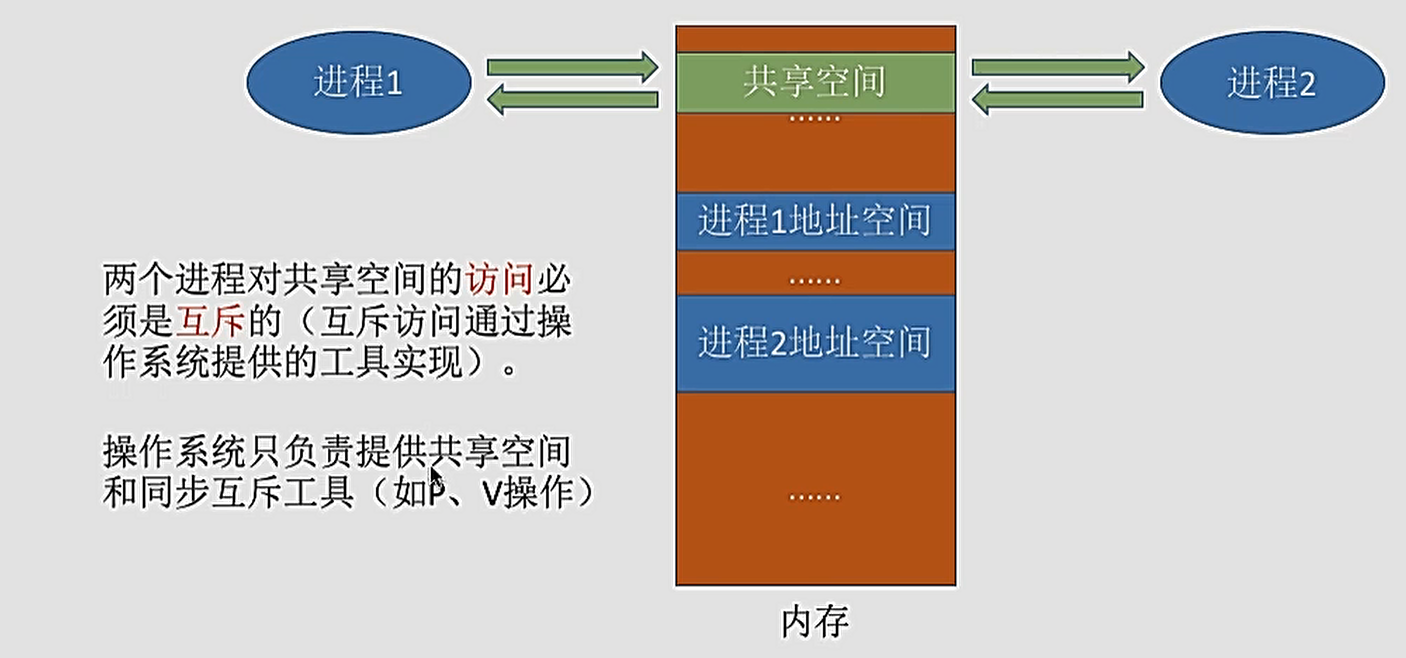 进程1
共享空间
进程2
......
进程1地址空间
......
进程2地址空间
......
内存
两个进程对共享空间的访问必
须是互斥的（互斥访问通过操
作系统提供的工具实现）。
操作系统只负责提供共享空间
和同步互斥工具（如P、V操作）